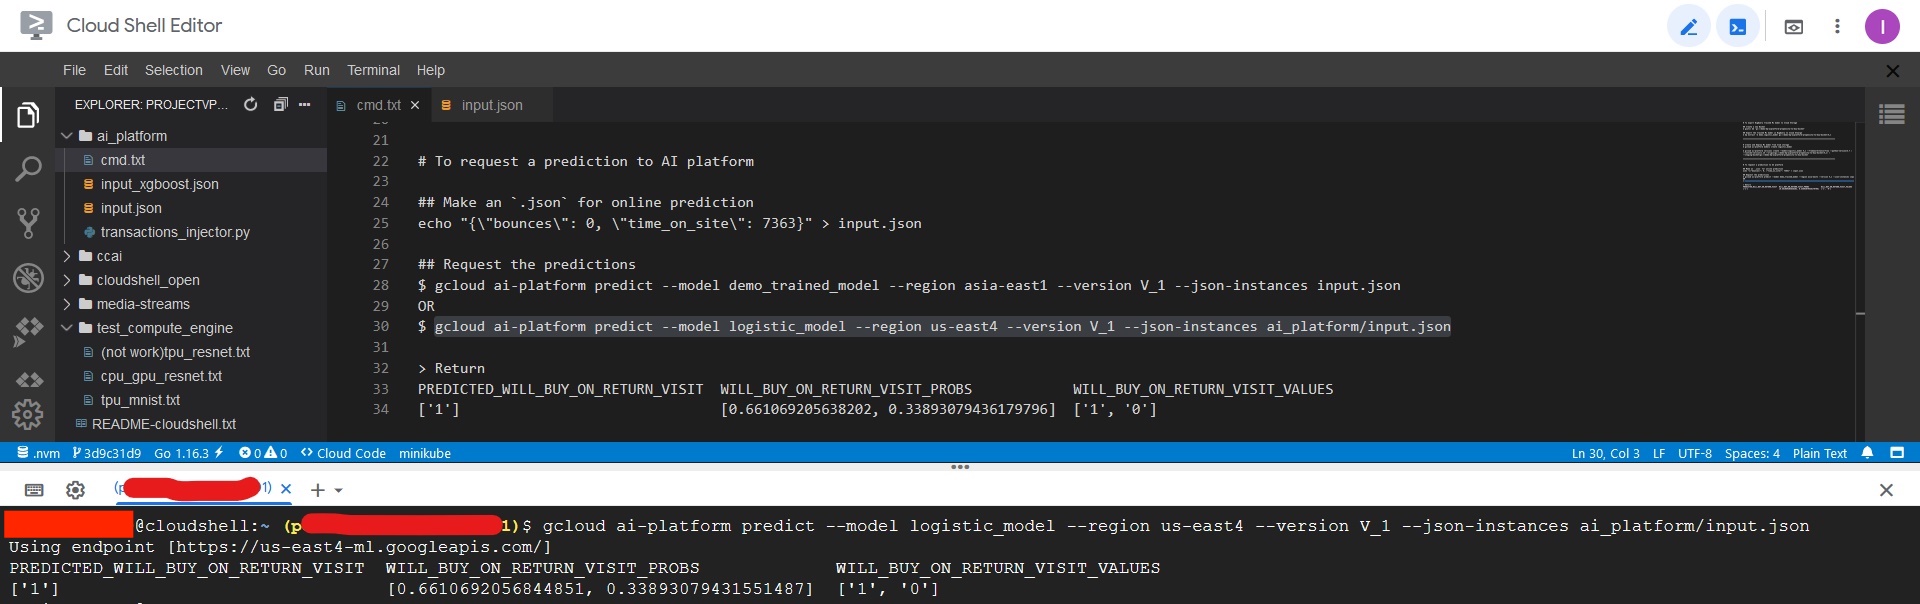 Cloud Shell Editor
I
File Edit Selection View Go Run Terminal Help
EXPLORER: PROJECTVP...
cmd.txt
input.json
ai_platform
cmd.txt
input_xgboost.json
input.json
transactions_injector.py
ccai
cloudshell_open
media-streams
test_compute_engine
(not work)tpu_resnet.txt
cpu_gpu_resnet.txt
tpu_mnist.txt
README-cloudshell.txt
21
22 # To request a prediction to AI platform
23
24 ## Make an `.json` for online prediction
25 echo "{\"bounces\": 0, \"time_on_site\": 7363}" > input.json
26
27 ## Request the predictions
28 $ gcloud ai-platform predict --model demo_trained_model --region asia-east1 --version V_1 --json-instances input.json
29 OR
30 $ gcloud ai-platform predict --model logistic_model --region us-east4 --version V_1 --json-instances ai_platform/input.json
31
32 > Return
33 PREDICTED_WILL_BUY_ON_RETURN_VISIT WILL_BUY_ON_RETURN_VISIT_PROBS WILL_BUY_ON_RETURN_VISIT_VALUES
34 ['1'] [0.661069205638202, 0.33893079436179796] ['1', '0']
.nvm 3d9c31d9 Go 1.16.3 0 0 Cloud Code minikube Ln 30, Col 3 LF UTF-8 Spaces: 4 Plain Text
(p 1)
@cloudshell:~ (p 1)$ gcloud ai-platform predict --model logistic_model --region us-east4 --version V_1 --json-instances ai_platform/input.json
Using endpoint [https://us-east4-ml.googleapis.com/]
PREDICTED_WILL_BUY_ON_RETURN_VISIT WILL_BUY_ON_RETURN_VISIT_PROBS WILL_BUY_ON_RETURN_VISIT_VALUES
['1'] [0.6610692056844851, 0.33893079431551487] ['1', '0']